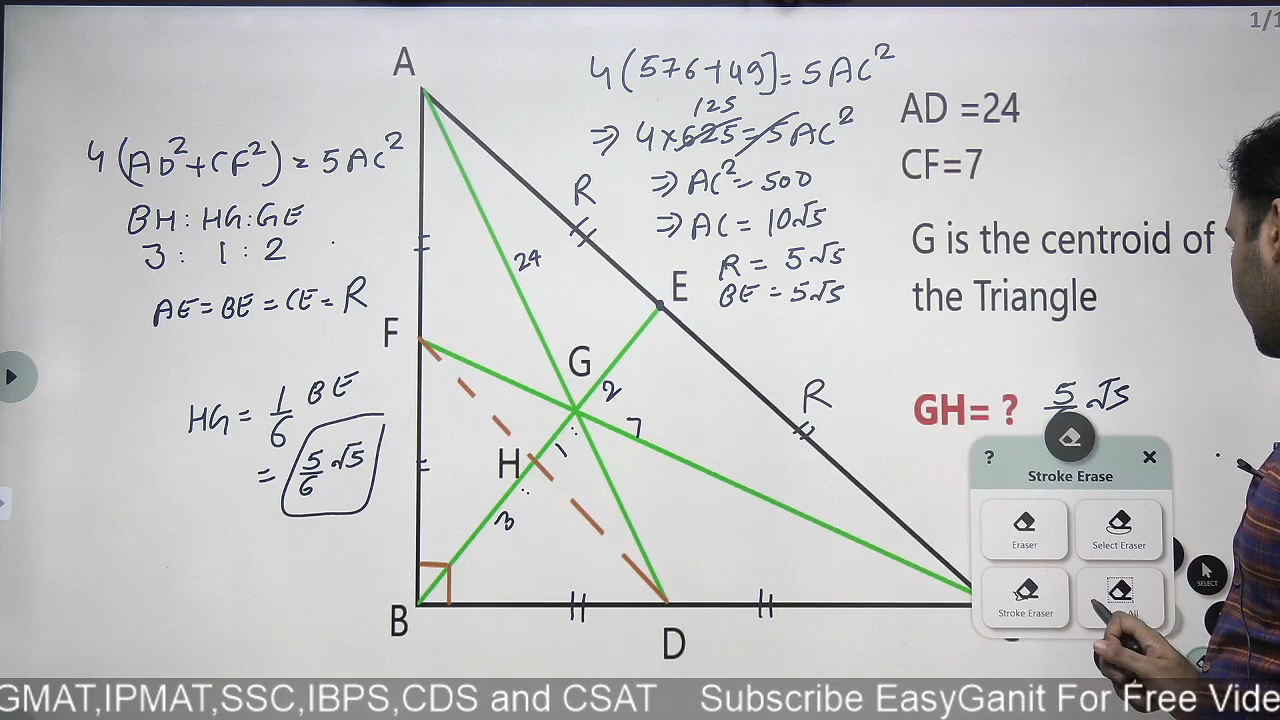 1/1
A
4(AD²+CF²) = 5AC²
BH : HG : GE
3 : 1 : 2
AE = BE = CE = R
HG = 1/6 BE
= 5/6 √5
4(576+49] = 5AC²
125
⇒ 4×625 = 5AC²
⇒ AC² = 500
⇒ AC = 10√5
R = 5√5
BE = 5√5
AD =24
CF=7
G is the centroid of
the Triangle
GH= ? 5/6 √5
R
24
E
F
G
2
R
7
H
1
3
B
D
?
Stroke Erase
Eraser
Select Eraser
Stroke Eraser
SELECT
GMAT,IPMAT,SSC,IBPS,CDS and CSAT Subscribe EasyGanit For Free Vide